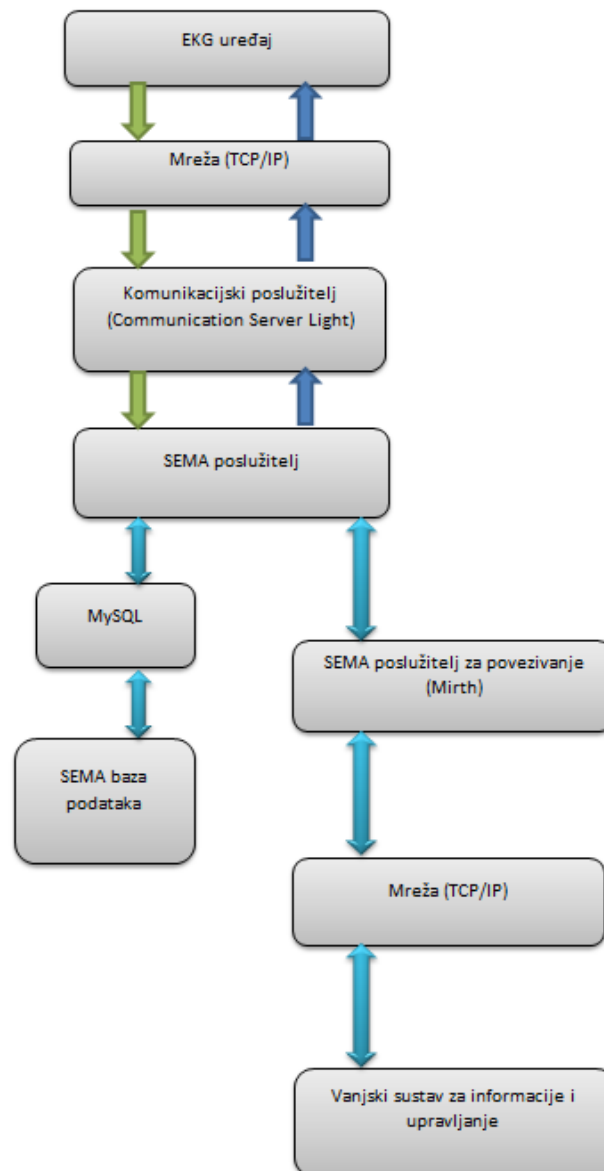 EKG uređaj
Mreža (TCP/IP)
Komunikacijski poslužitelj
(Communication Server Light)
SEMA poslužitelj
MySQL
SEMA poslužitelj za povezivanje
(Mirth)
SEMA baza
podataka
Mreža (TCP/IP)
Vanjski sustav za informacije i
upravljanje